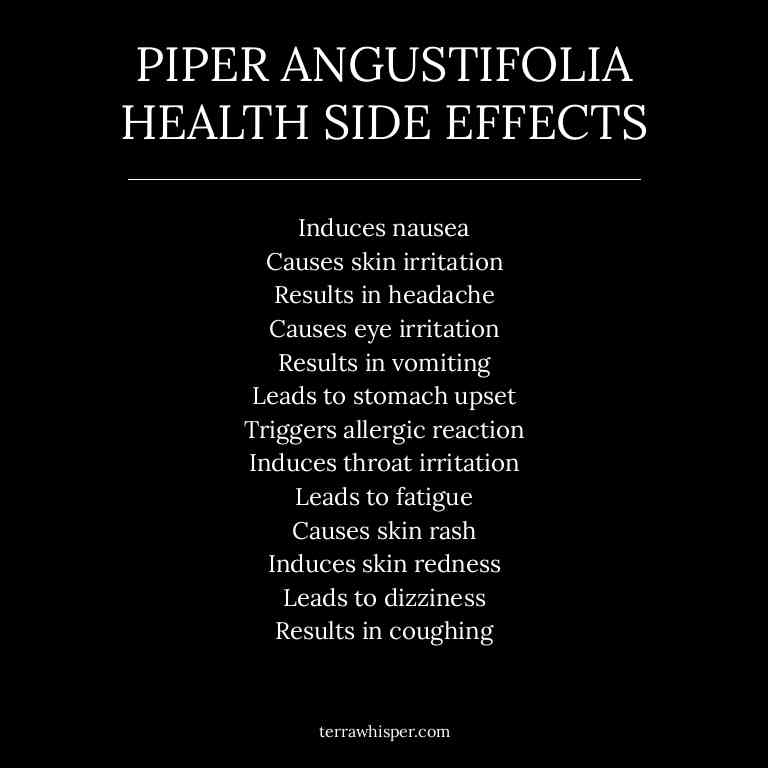 PIPER ANGUSTIFOLIA
HEALTH SIDE EFFECTS
Induces nausea
Causes skin irritation
Results in headache
Causes eye irritation
Results in vomiting
Leads to stomach upset
Triggers allergic reaction
Induces throat irritation
Leads to fatigue
Causes skin rash
Induces skin redness
Leads to dizziness
Results in coughing
terrawhisper.com